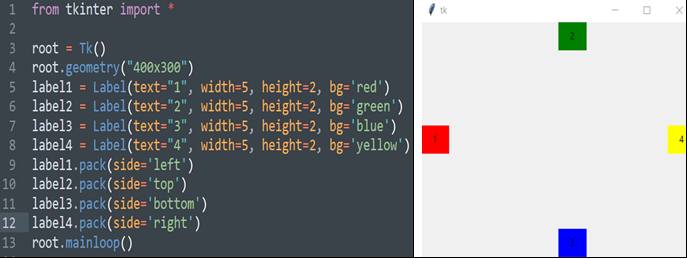 1 from tkinter import *
2
3 root = Tk()
4 root.geometry("400x300")
5 label1 = Label(text="1", width=5, height=2, bg='red')
6 label2 = Label(text="2", width=5, height=2, bg='green')
7 label3 = Label(text="3", width=5, height=2, bg='blue')
8 label4 = Label(text="4", width=5, height=2, bg='yellow')
9 label1.pack(side='left')
10 label2.pack(side='top')
11 label3.pack(side='bottom')
12 label4.pack(side='right')
13 root.mainloop()
tk
2
1
4
3